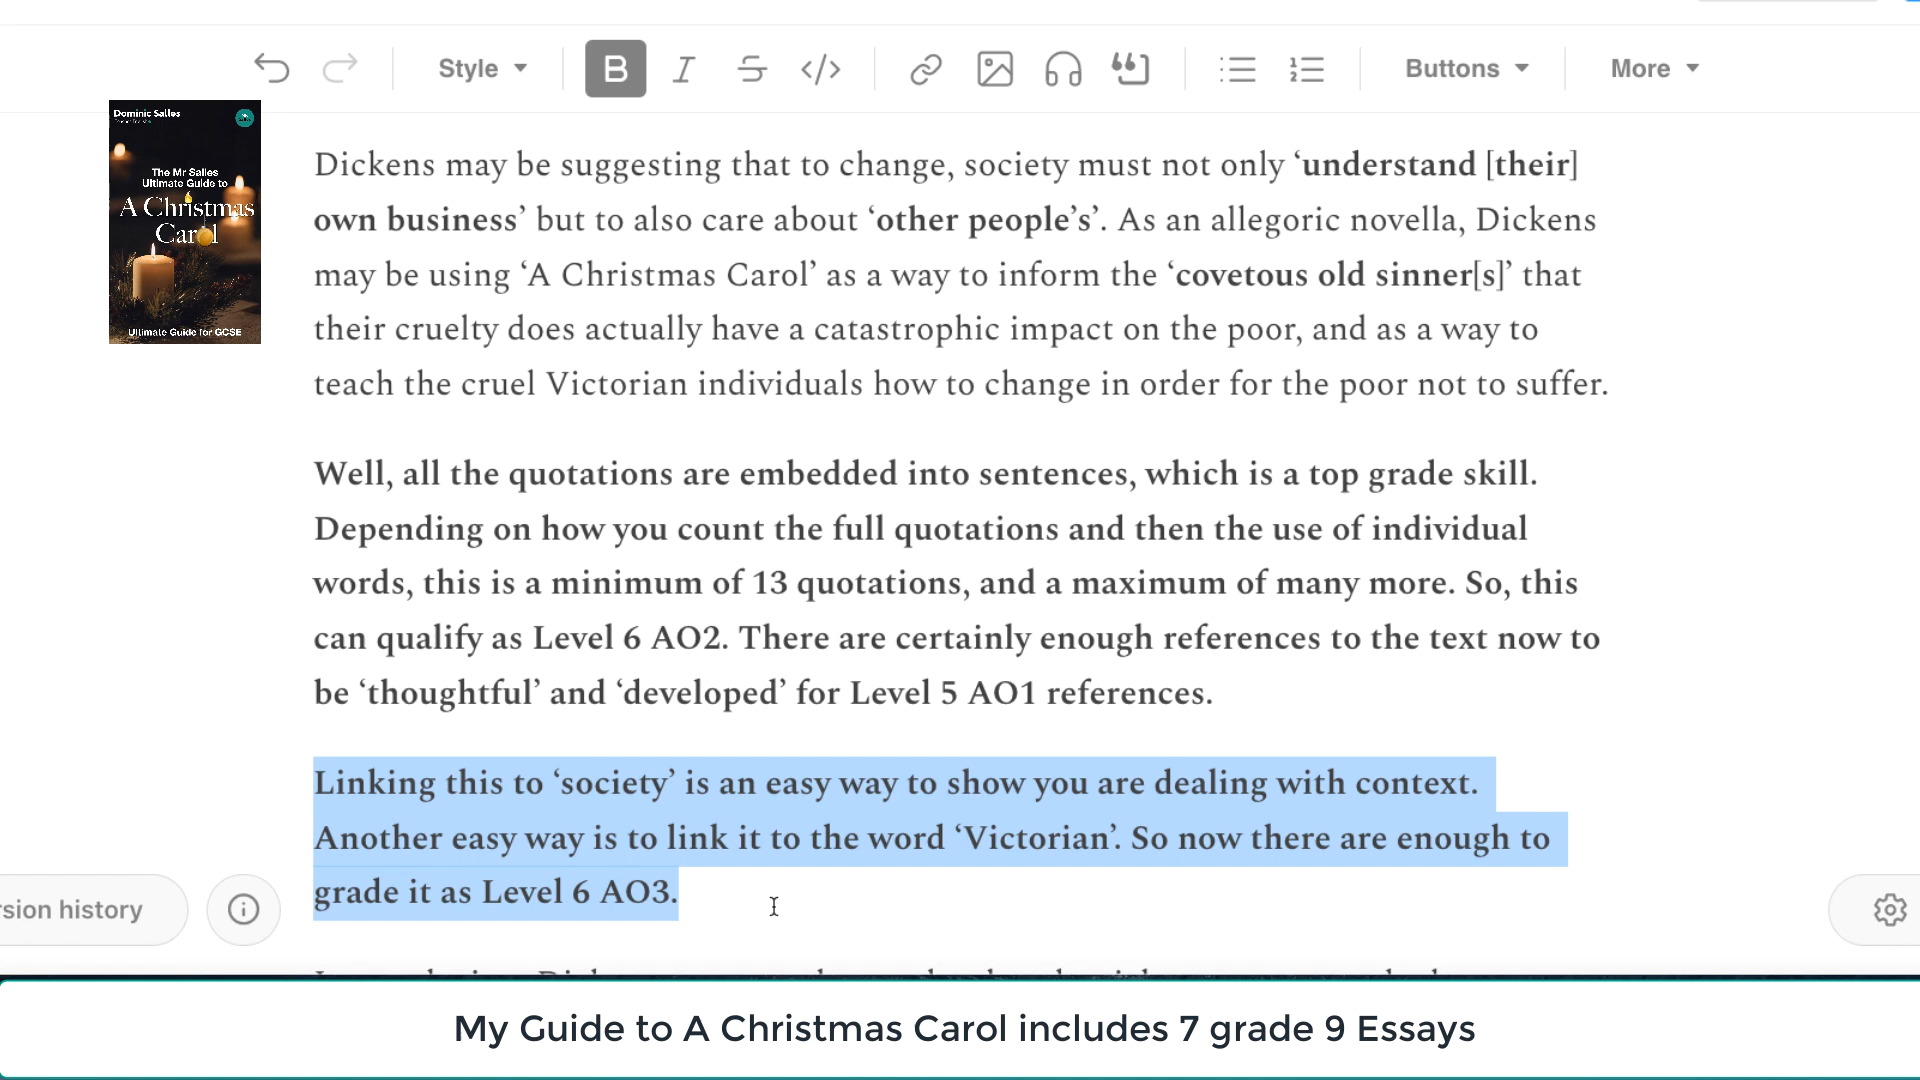 Style
B
Buttons
More
Dominic Salles
The Mr Salles
Ultimate Guide to
A Christmas
Carol
Ultimate Guide for GCSE
Dickens may be suggesting that to change, society must not only ‘understand [their]
own business’ but to also care about ‘other people’s’. As an allegoric novella, Dickens
may be using ‘A Christmas Carol’ as a way to inform the ‘covetous old sinner[s]’ that
their cruelty does actually have a catastrophic impact on the poor, and as a way to
teach the cruel Victorian individuals how to change in order for the poor not to suffer.
Well, all the quotations are embedded into sentences, which is a top grade skill.
Depending on how you count the full quotations and then the use of individual
words, this is a minimum of 13 quotations, and a maximum of many more. So, this
can qualify as Level 6 AO2. There are certainly enough references to the text now to
be ‘thoughtful’ and ‘developed’ for Level 5 AO1 references.
Linking this to ‘society’ is an easy way to show you are dealing with context.
Another easy way is to link it to the word ‘Victorian’. So now there are enough to
grade it as Level 6 AO3.
rsion history
My Guide to A Christmas Carol includes 7 grade 9 Essays